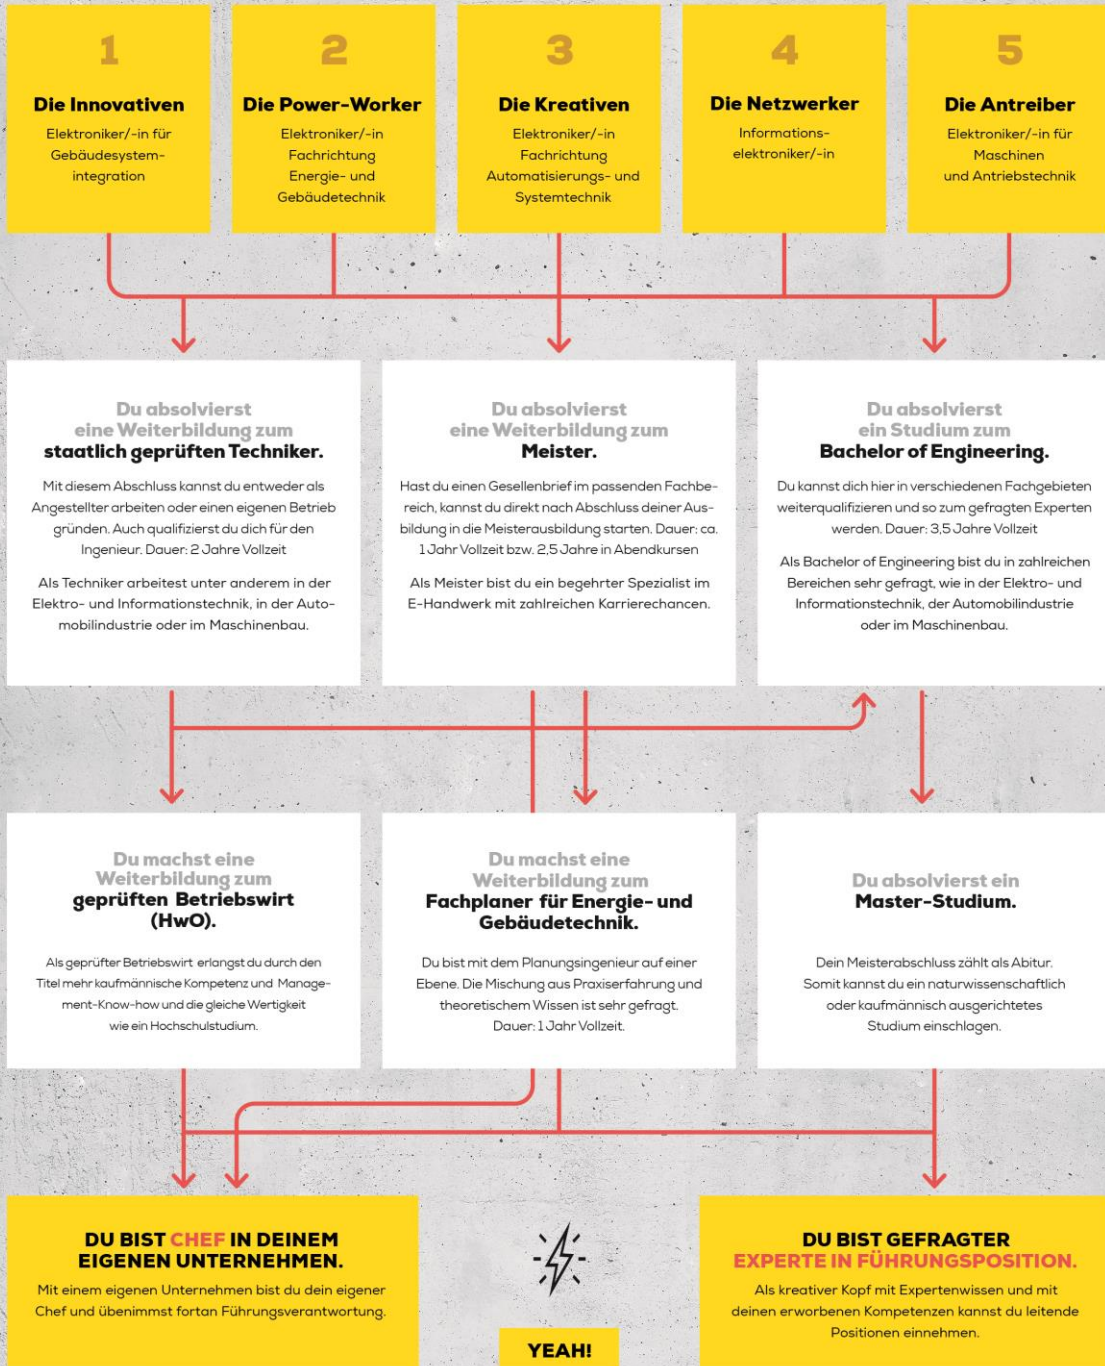 1
Die Innovativen
Elektroniker/-in für
Gebäudesystem-
integration
2
Die Power-Worker
Elektroniker/-in
Fachrichtung
Energie- und
Gebäudetechnik
3
Die Kreativen
Elektroniker/-in
Fachrichtung
Automatisierungs- und
Systemtechnik
4
Die Netzwerker
Informations-
elektroniker/-in
5
Die Antreiber
Elektroniker/-in für
Maschinen
und Antriebstechnik
Du absolvierst
eine Weiterbildung zum
staatlich geprüften Techniker.
Mit diesem Abschluss kannst du entweder als
Angestellter arbeiten oder einen eigenen Betrieb
gründen. Auch qualifizierst du dich für den
Ingenieur. Dauer: 2 Jahre Vollzeit
Als Techniker arbeitest unter anderem in der
Elektro- und Informationstechnik, in der Auto-
mobilindustrie oder im Maschinenbau.
Du absolvierst
eine Weiterbildung zum
Meister.
Hast du einen Gesellenbrief im passenden Fachbe-
reich, kannst du direkt nach Abschluss deiner Aus-
bildung in die Meisterausbildung starten. Dauer: ca.
1 Jahr Vollzeit bzw. 2,5 Jahre in Abendkursen
Als Meister bist du ein begehrter Spezialist im
E-Handwerk mit zahlreichen Karrierechancen.
Du absolvierst
ein Studium zum
Bachelor of Engineering.
Du kannst dich hier in verschiedenen Fachgebieten
weiterqualifizieren und so zum gefragten Experten
werden. Dauer: 3,5 Jahre Vollzeit
Als Bachelor of Engineering bist du in zahlreichen
Bereichen sehr gefragt, wie in der Elektro- und
Informationstechnik, der Automobilindustrie
oder im Maschinenbau.
Du machst eine
Weiterbildung zum
geprüften Betriebswirt
(HwO).
Als geprüfter Betriebswirt erlangst du durch den
Titel mehr kaufmännische Kompetenz und Manage-
ment-Know-how und die gleiche Wertigkeit
wie ein Hochschulstudium.
Du machst eine
Weiterbildung zum
Fachplaner für Energie- und
Gebäudetechnik.
Du bist mit dem Planungsingenieur auf einer
Ebene. Die Mischung aus Praxiserfahrung und
theoretischem Wissen ist sehr gefragt.
Dauer: 1 Jahr Vollzeit.
Du absolvierst ein
Master-Studium.
Dein Meisterabschluss zählt als Abitur.
Somit kannst du ein naturwissenschaftlich
oder kaufmännisch ausgerichtetes
Studium einschlagen.
DU BIST CHEF IN DEINEM
EIGENEN UNTERNEHMEN.
Mit einem eigenen Unternehmen bist du dein eigener
Chef und übenimmst fortan Führungsverantwortung.
YEAH!
DU BIST GEFRAGTER
EXPERTE IN FÜHRUNGSPOSITION.
Als kreativer Kopf mit Expertenwissen und mit
deinen erworbenen Kompetenzen kannst du leitende
Positionen einnehmen.